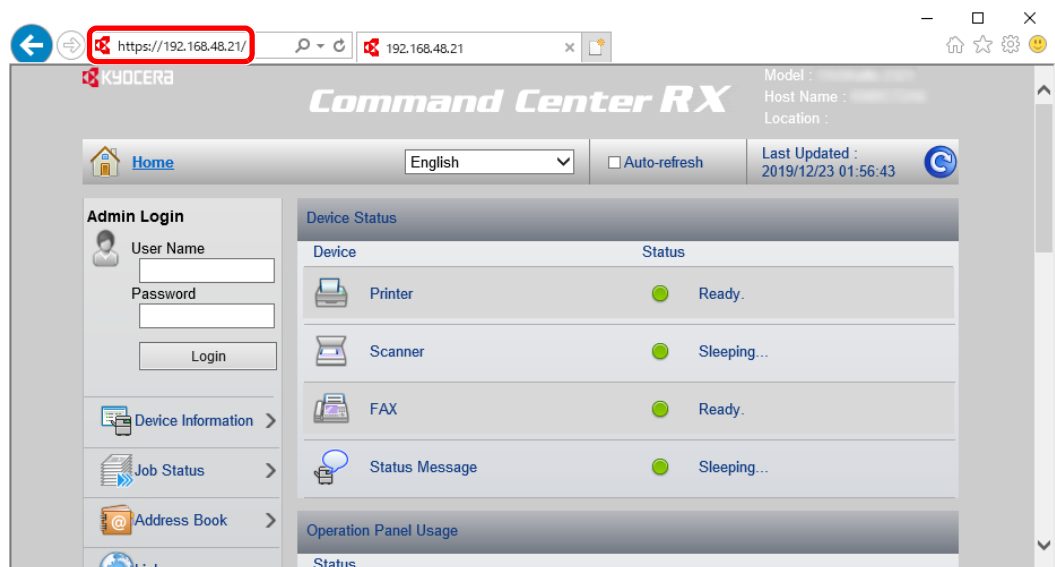 https://192.168.48.21/
192.168.48.21
KYOCERA
Command Center RX
Model :
Host Name :
Location :
Home
English
Auto-refresh
Last Updated :
2019/12/23 01:56:43
Admin Login
User Name
Password
Login
Device Information
Job Status
Address Book
Device Status
Device Status
Printer Ready.
Scanner Sleeping...
FAX Ready.
Status Message Sleeping...
Operation Panel Usage
Status